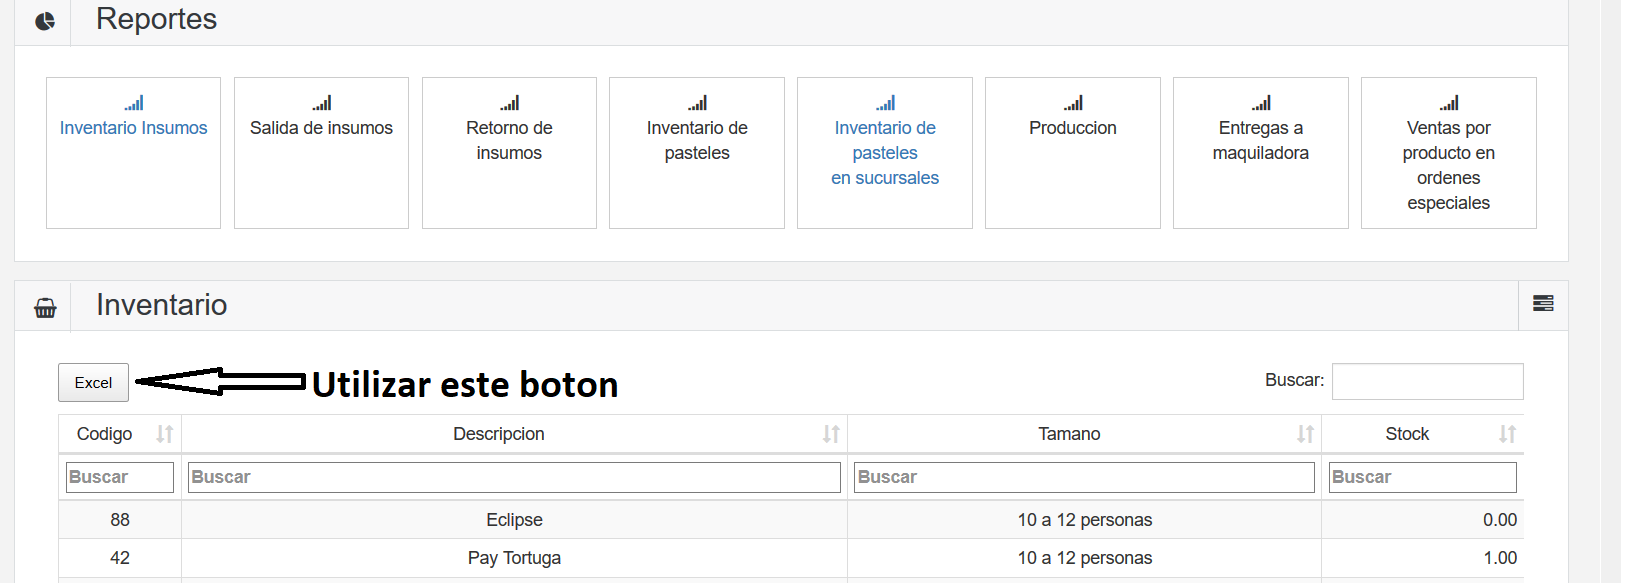 Reportes
Inventario Insumos
Salida de insumos
Retorno de
insumos
Inventario de
pasteles
Inventario de
pasteles
en sucursales
Produccion
Entregas a
maquiladora
Ventas por
producto en
ordenes
especiales
Inventario
Excel Utilizar este boton Buscar:
Codigo Descripcion Tamano Stock
Buscar Buscar Buscar Buscar
88 Eclipse 10 a 12 personas 0.00
42 Pay Tortuga 10 a 12 personas 1.00